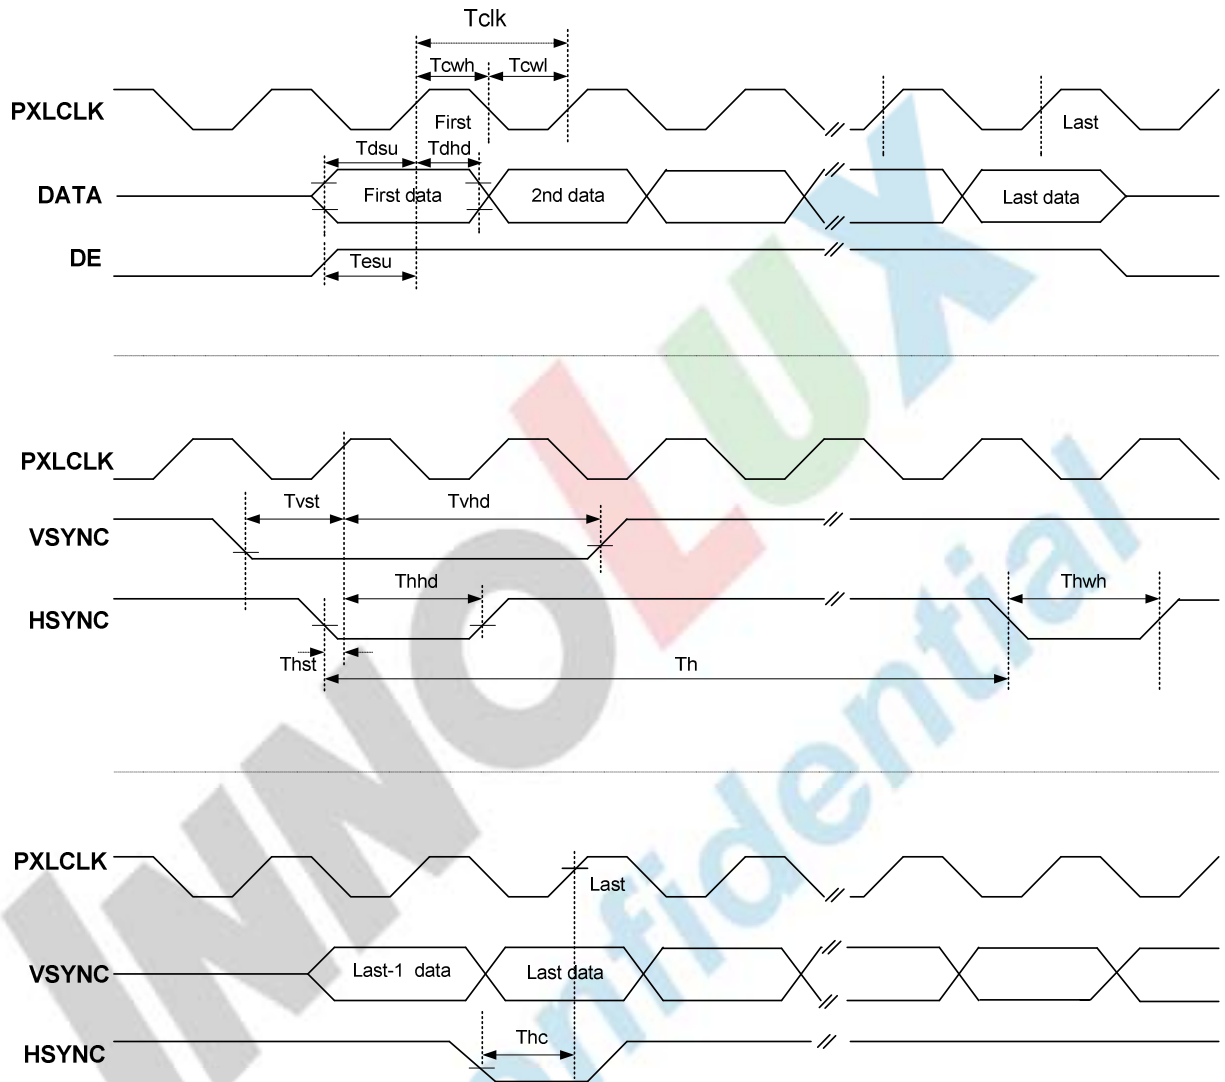 Tclk
Tcwh Tcwl
PXLCLK
First
Last
Tdsu Tdhd
DATA
First data
2nd data
Last data
DE
Tesu
PXLCLK
Tvst
Tvhd
VSYNC
Thhd
Thwh
HSYNC
Thst
Th
PXLCLK
Last
VSYNC
Last-1 data
Last data
Thc
HSYNC
INNOLUX
Confidential